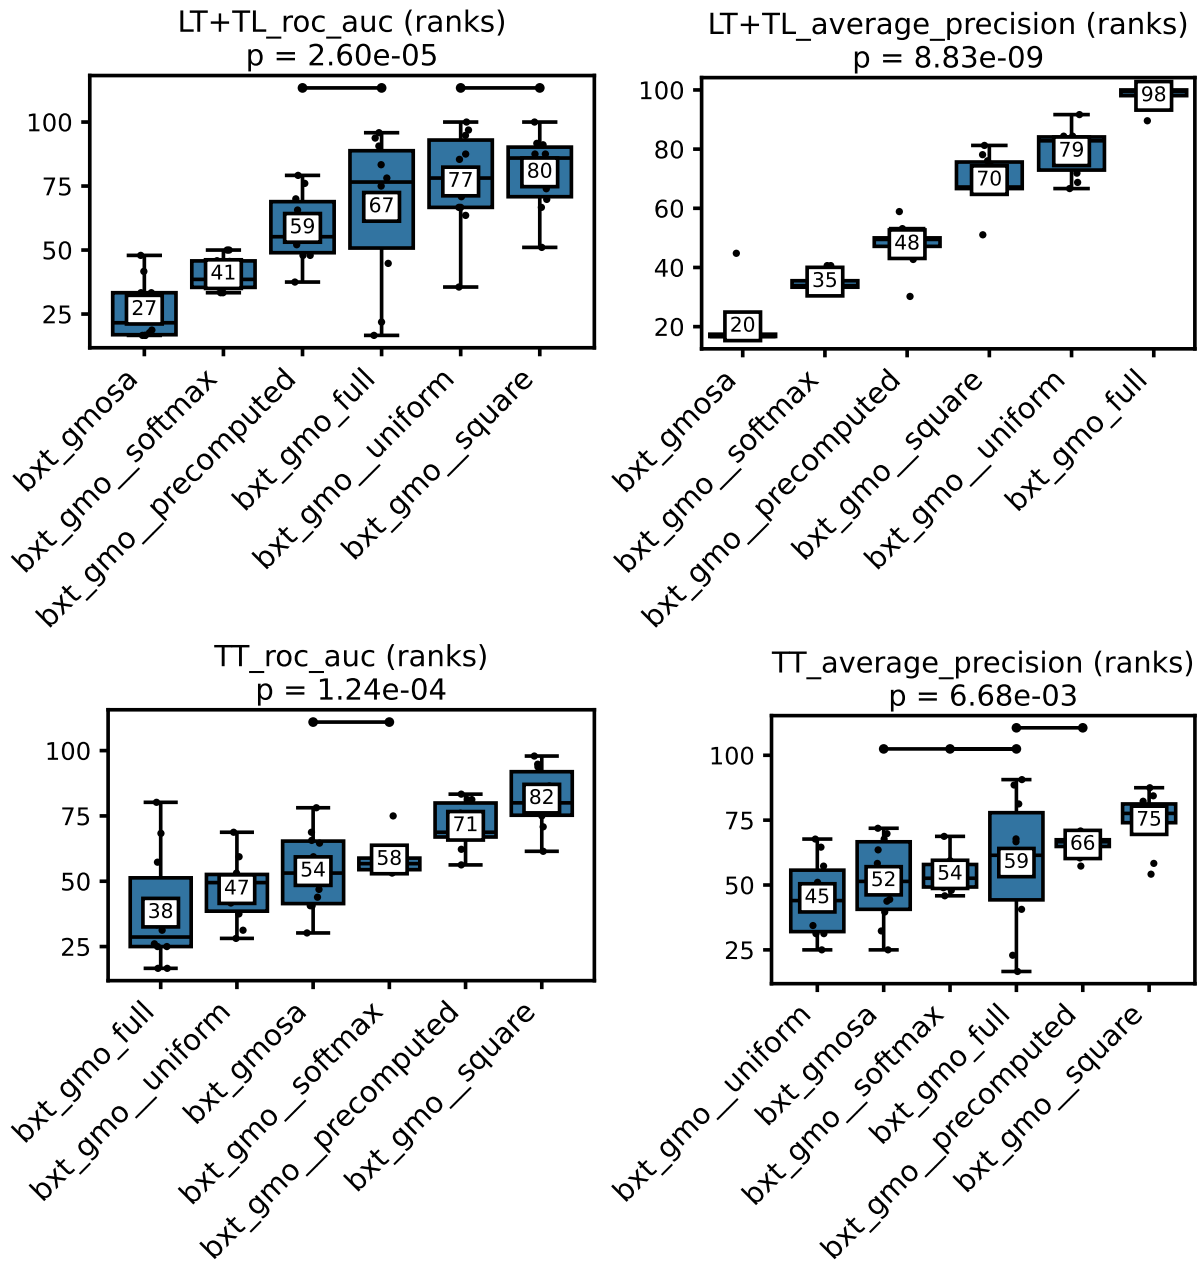 LT+TL_roc_auc (ranks)
p = 2.60e-05
100
75
50
25
27
41
59
67
77
80
bxt_gmosa
bxt_gmo__softmax
bxt_gmo__precomputed
bxt_gmo_full
bxt_gmo__uniform
bxt_gmo__square
LT+TL_average_precision (ranks)
p = 8.83e-09
100
80
60
40
20
20
35
48
70
79
98
bxt_gmosa
bxt_gmo__softmax
bxt_gmo__precomputed
bxt_gmo__square
bxt_gmo__uniform
bxt_gmo_full
TT_roc_auc (ranks)
p = 1.24e-04
100
75
50
25
38
47
54
58
71
82
bxt_gmo_full
bxt_gmo__uniform
bxt_gmosa
bxt_gmo__softmax
bxt_gmo__precomputed
bxt_gmo__square
TT_average_precision (ranks)
p = 6.68e-03
100
75
50
25
45
52
54
59
66
75
bxt_gmo__uniform
bxt_gmosa
bxt_gmo__softmax
bxt_gmo_full
bxt_gmo__precomputed
bxt_gmo__square